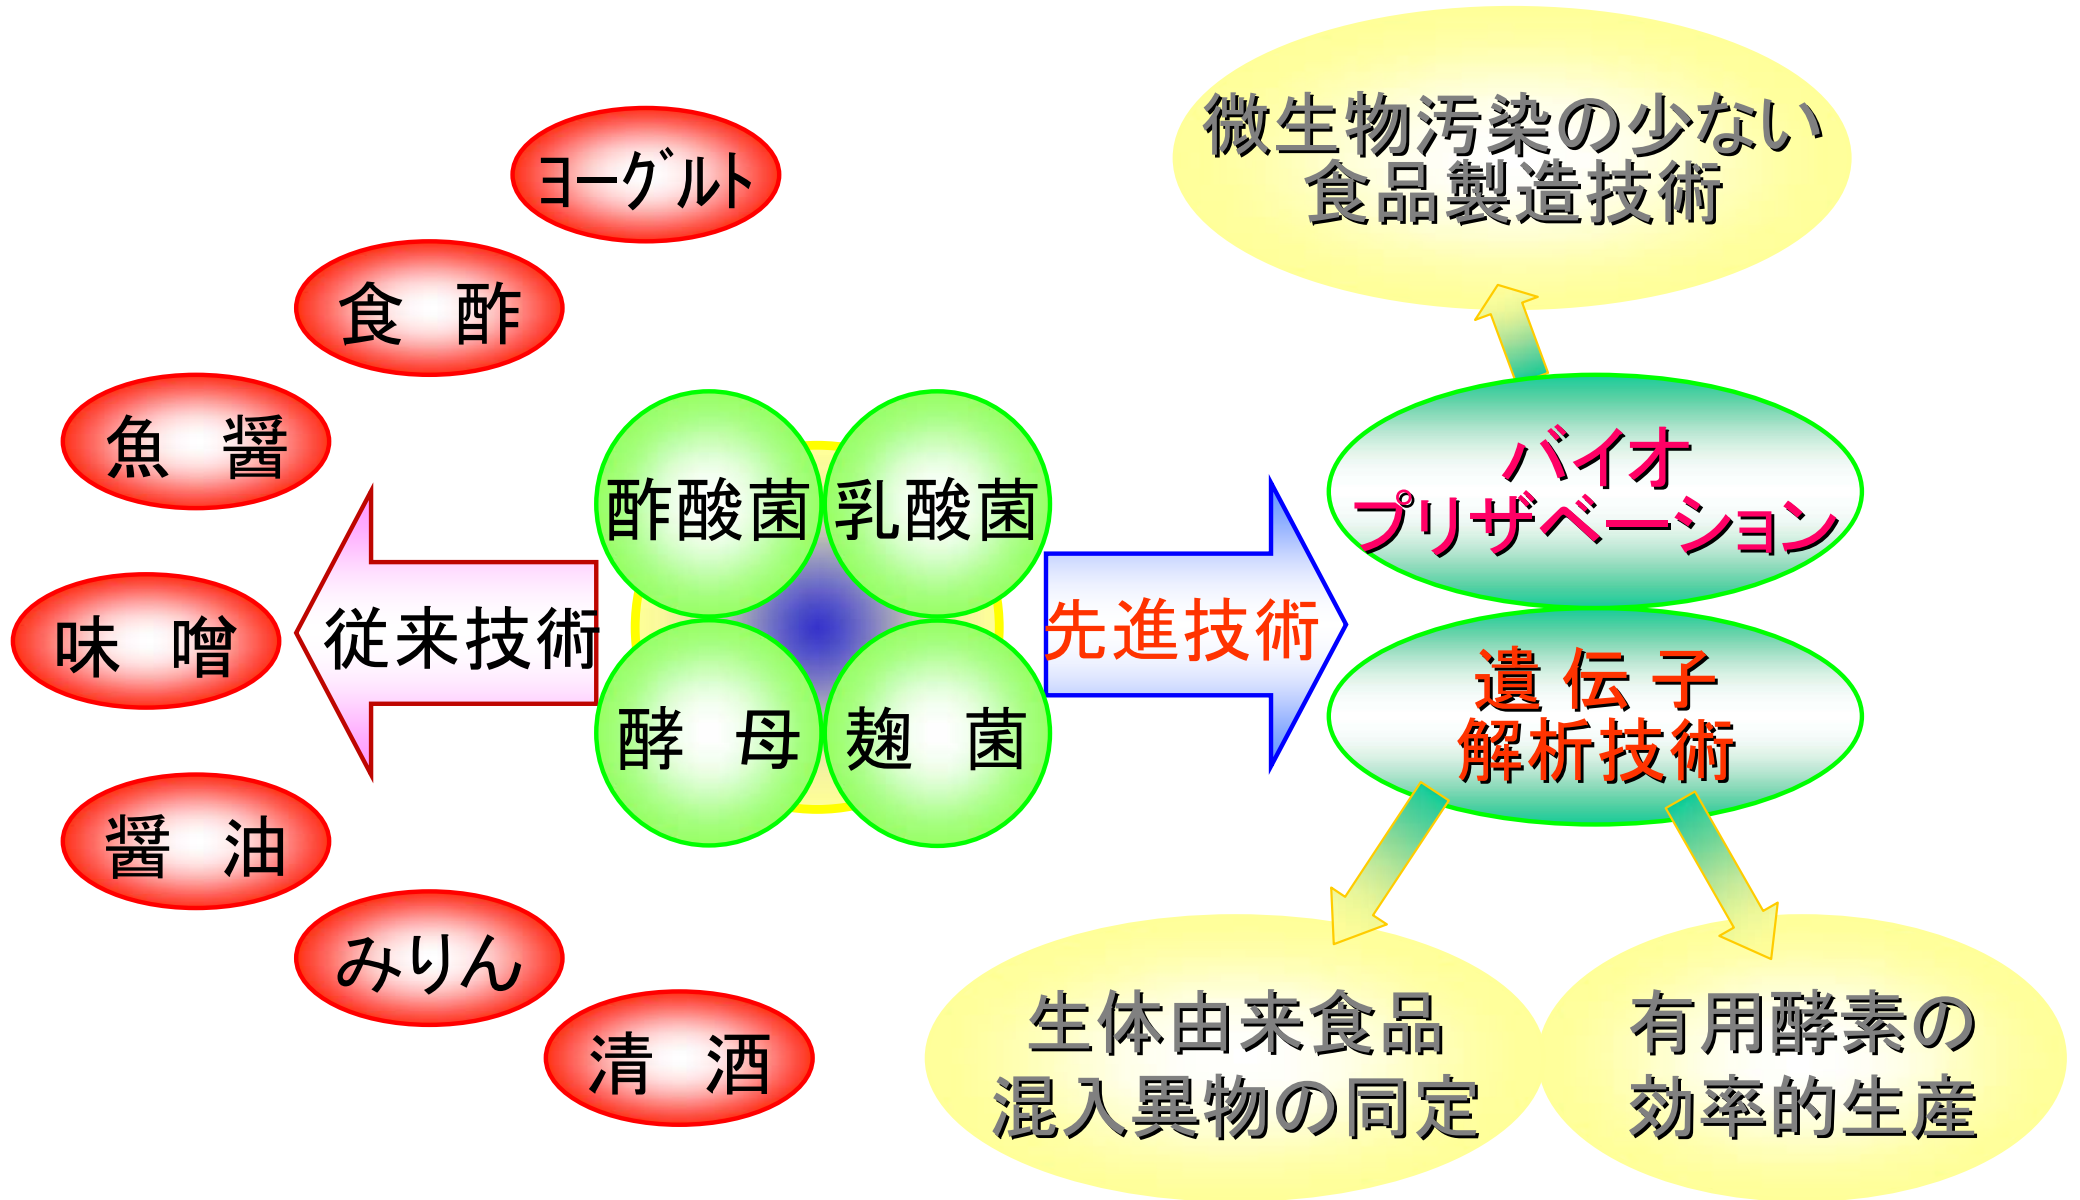 ﾖｰｸﾞﾙﾄ
食　酢
魚　醤
味　噌
醤　油
みりん
清　酒
従来技術
酢酸菌
乳酸菌
酵　母
麹　菌
先進技術
微生物汚染の少ない
食品製造技術
バイオ
プリザベーション
遺 伝 子
解析技術
生体由来食品
混入異物の同定
有用酵素の
効率的生産